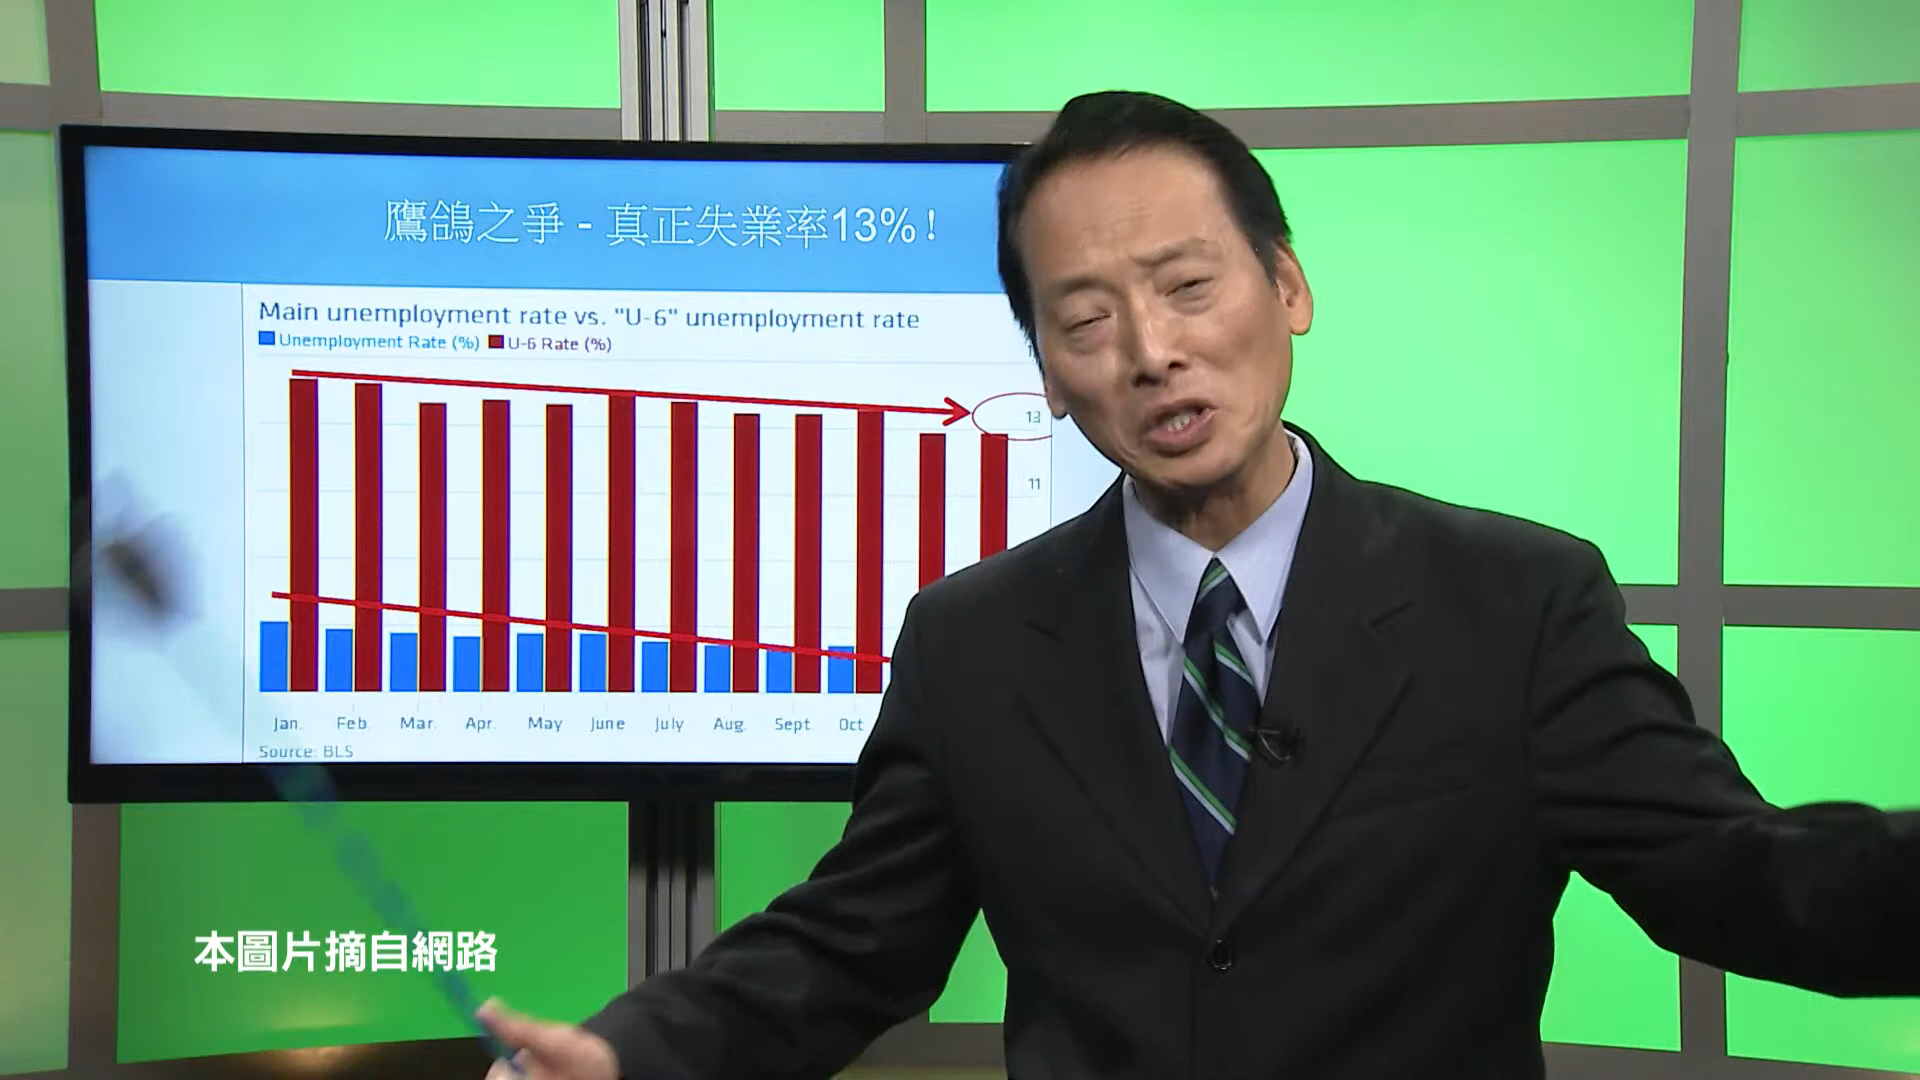 鷹鴿之爭 - 真正失業率13%!
Main unemployment rate vs. "U-6" unemployment rate
Unemployment Rate (%) U-6 Rate (%)
13
11
Jan. Feb. Mar. Apr. May June July Aug. Sept. Oct
Source: BLS
本圖片摘自網路